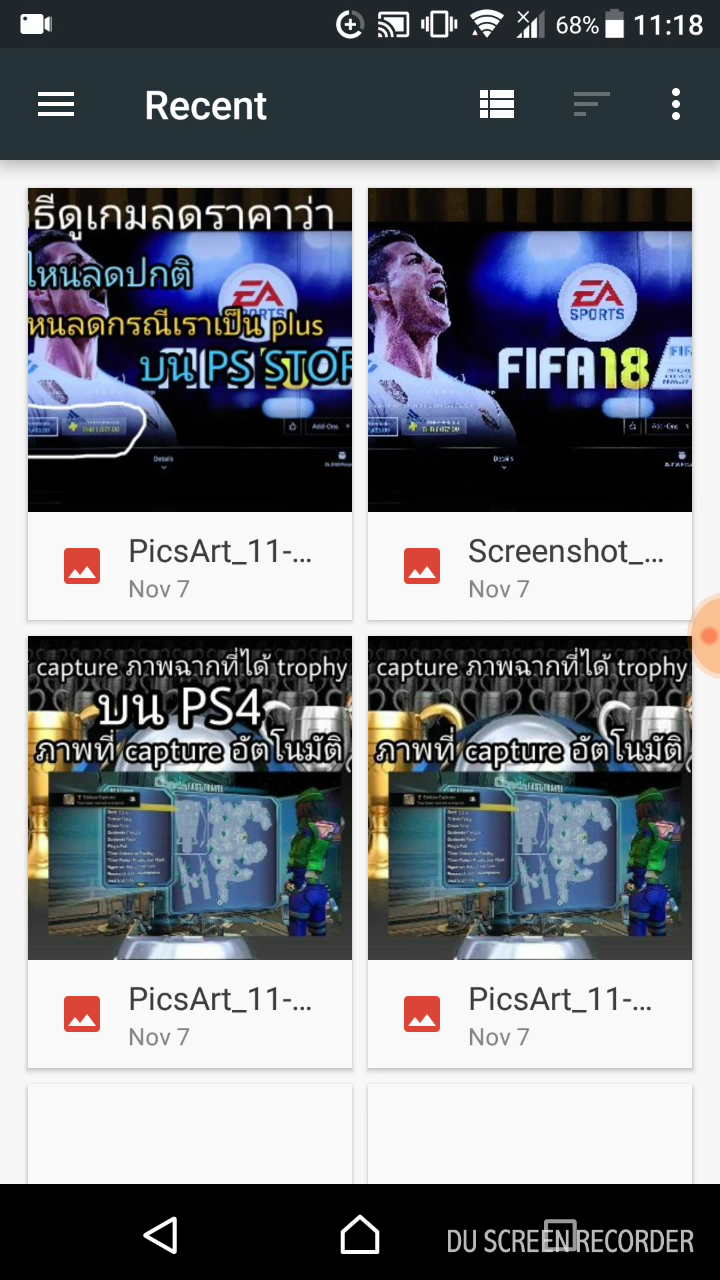 68% 11:18
Recent
ธีดูเกมลดราคาว่า
ไหนลดปกติ
หนลดกรณีเราเป็น plus
บน PS STOR
Details
Add-Ons
EA
SPORTS
FIFA18
FIF
Details
Add-Ons
PicsArt_11-...
Nov 7
Screenshot_...
Nov 7
capture ภาพฉากที่ได้ trophy
บน PS4
ภาพที่ capture อัตโนมัติ
FAST TRAVEL
capture ภาพฉากที่ได้ trophy
ภาพที่ capture อัตโนมัติ
FAST TRAVEL
PicsArt_11-...
Nov 7
PicsArt_11-...
Nov 7
DU SCREEN RECORDER